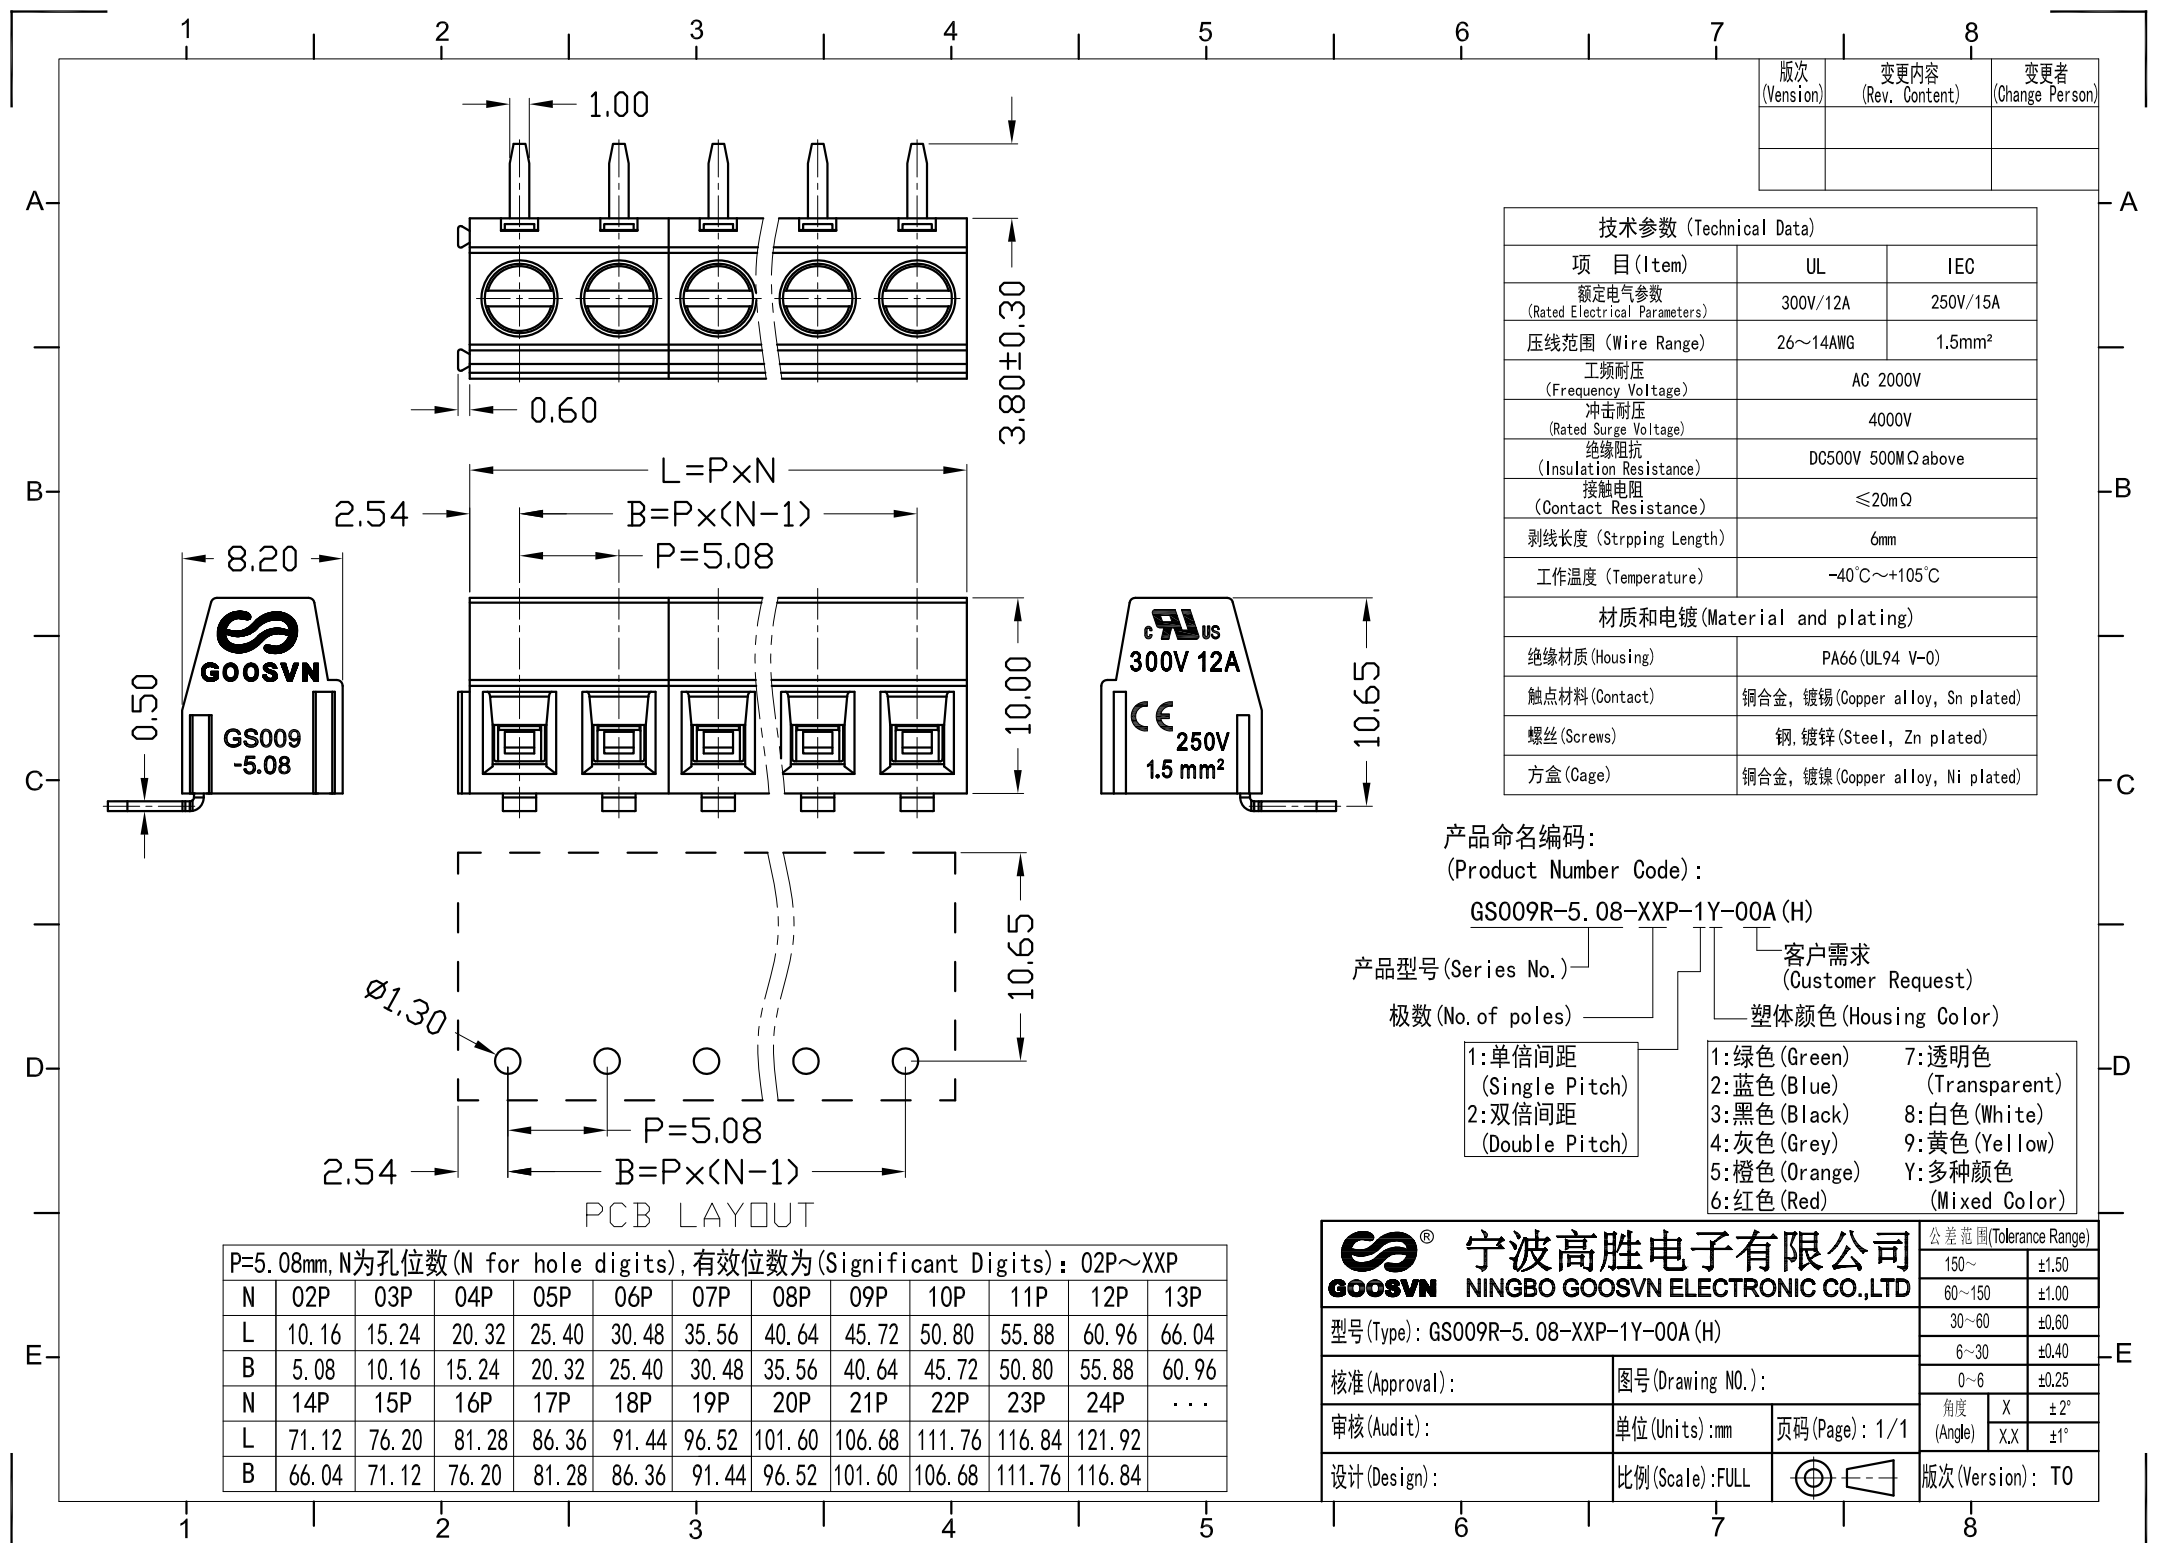 1 2 3 4 5 6 7 8
版次 变更内容 变更者
(Vension) (Rev. Content) (Change Person)
1.00
A A
3.80±0.30
0.60
技术参数 (Technical Data)
项 目(Item) UL IEC
额定电气参数
(Rated Electrical Parameters) 300V/12A 250V/15A
压线范围 (Wire Range) 26～14AWG 1.5mm²
工频耐压
(Frequency Voltage) AC 2000V
冲击耐压
(Rated Surge Voltage) 4000V
绝缘阻抗
(Insulation Resistance) DC500V 500MΩabove
接触电阻
(Contact Resistance) ≤20mΩ
剥线长度 (Strpping Length) 6mm
工作温度 (Temperature) -40℃～+105℃
材质和电镀(Material and plating)
绝缘材质(Housing) PA66(UL94 V-0)
触点材料(Contact) 铜合金, 镀锡(Copper alloy, Sn plated)
螺丝(Screws) 钢,镀锌(Steel, Zn plated)
方盒(Cage) 铜合金, 镀镍(Copper alloy, Ni plated)
B B
L=P×N
2.54 B=P×(N-1)
P=5.08
8.20
0.50
GOOSVN
GS009
-5.08
10.00
c RU US
300V 12A
CE
250V
1.5 mm²
10.65
C C
产品命名编码:
(Product Number Code):
GS009R-5.08-XXP-1Y-00A(H)
产品型号(Series No.)
客户需求
(Customer Request)
极数(No.of poles)
塑体颜色(Housing Color)
1:单倍间距
(Single Pitch)
2:双倍间距
(Double Pitch)
1:绿色(Green) 7:透明色
2:蓝色(Blue) (Transparent)
3:黑色(Black) 8:白色(White)
4:灰色(Grey) 9:黄色(Yellow)
5:橙色(Orange) Y:多种颜色
6:红色(Red) (Mixed Color)
10.65
ø1.30
D D
P=5.08
2.54 B=P×(N-1)
PCB LAYOUT
P=5.08mm,N为孔位数(N for hole digits),有效位数为(Significant Digits): 02P～XXP
N 02P 03P 04P 05P 06P 07P 08P 09P 10P 11P 12P 13P
L 10.16 15.24 20.32 25.40 30.48 35.56 40.64 45.72 50.80 55.88 60.96 66.04
B 5.08 10.16 15.24 20.32 25.40 30.48 35.56 40.64 45.72 50.80 55.88 60.96
N 14P 15P 16P 17P 18P 19P 20P 21P 22P 23P 24P ···
L 71.12 76.20 81.28 86.36 91.44 96.52 101.60 106.68 111.76 116.84 121.92
B 66.04 71.12 76.20 81.28 86.36 91.44 96.52 101.60 106.68 111.76 116.84
E E
GOOSVN ®
宁波高胜电子有限公司
NINGBO GOOSVN ELECTRONIC CO.,LTD
型号(Type): GS009R-5.08-XXP-1Y-00A(H)
核准(Approval): 图号(Drawing NO.):
审核(Audit): 单位(Units):mm 页码(Page): 1/1
设计(Design): 比例(Scale):FULL
公差范围(Tolerance Range)
150~ ±1.50
60~150 ±1.00
30~60 ±0.60
6~30 ±0.40
0~6 ±0.25
角度 X ±2°
(Angle) X.X ±1°
版次(Version): T0
1 2 3 4 5 6 7 8